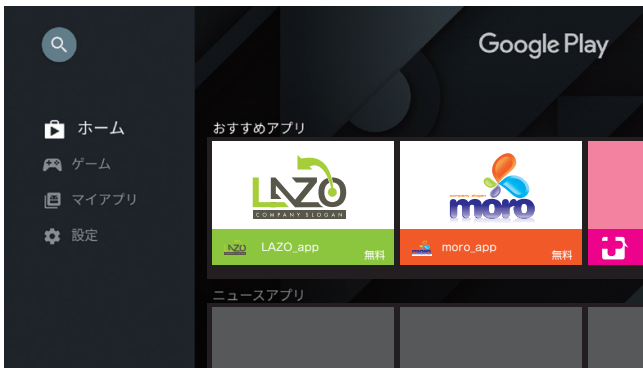 Google Play
ホーム
ゲーム
マイアプリ
設定
おすすめアプリ
LAZO
COMPANY SLOGAN
moro
LAZO_app
無料
moro_app
無料
ニュースアプリ